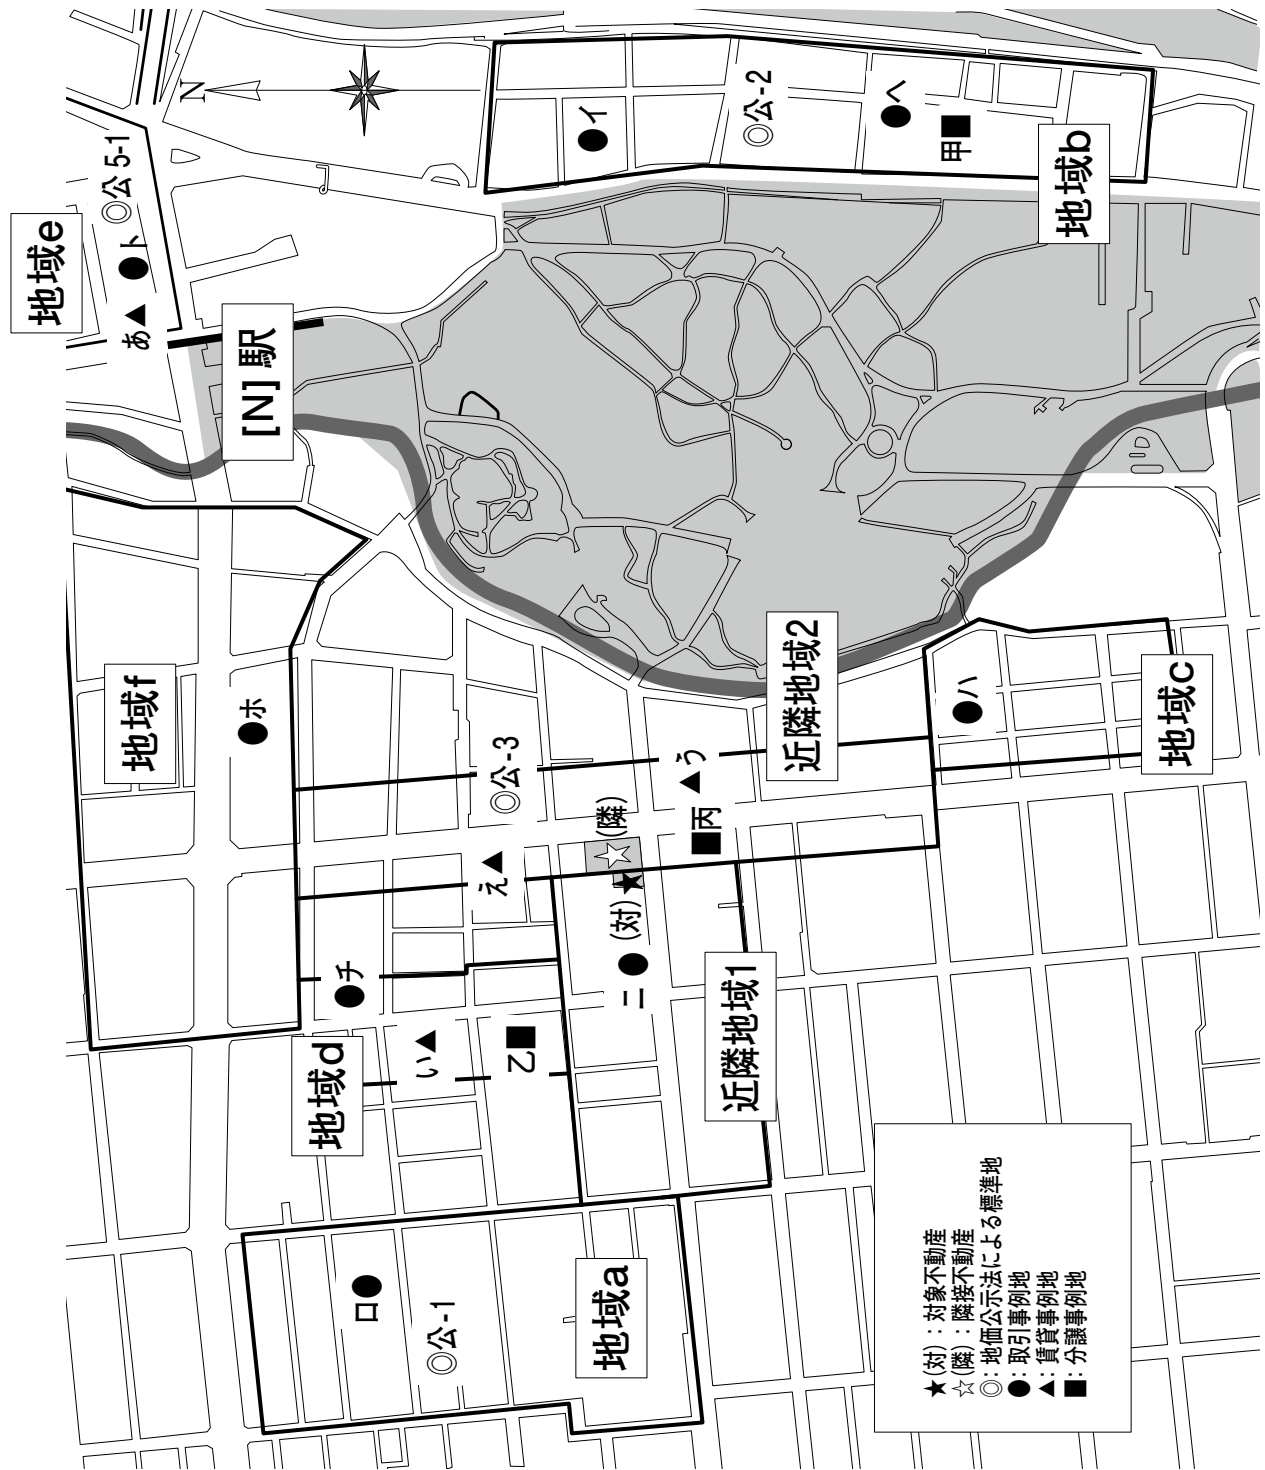 地域e
公5-1
ト
あ
[N]駅
N
イ
公-2
ヘ
甲
地域b
地域f
ホ
公-3
え
(隣)
(対)
ニ
う
丙
近隣地域2
ハ
地域c
チ
地域d
い
乙
近隣地域1
ロ
公-1
地域a
★(対)：対象不動産
☆(隣)：隣接不動産
◎：地価公示法による標準地
●：取引事例地
▲：賃貸事例地
■：分譲事例地